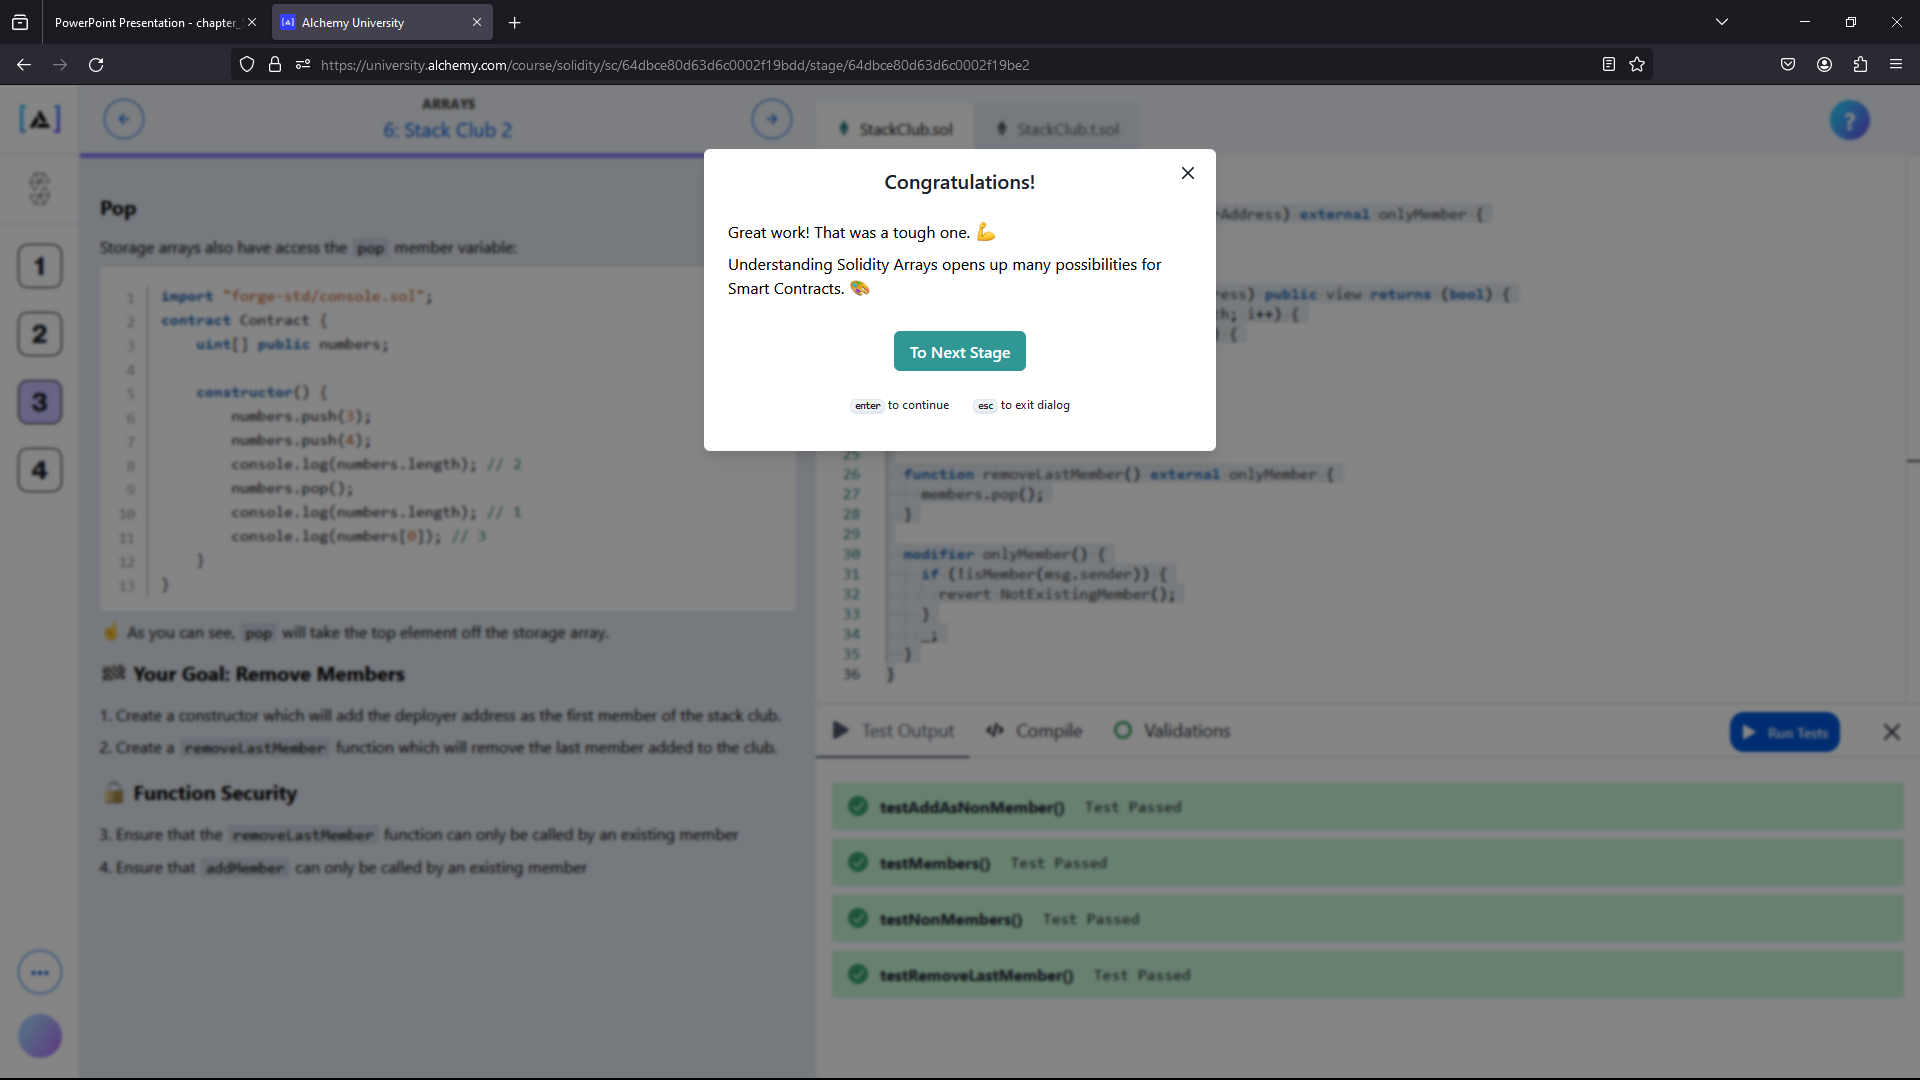 PowerPoint Presentation - chapter_
Alchemy University
https://university.alchemy.com/course/solidity/sc/64dbce80d63d6c0002f19bdd/stage/64dbce80d63d6c0002f19be2
ARRAYS
6: Stack Club 2
StackClub.sol
StackClub.t.sol
?
1
2
3
4
Pop
Storage arrays also have access the pop member variable:
1 import "forge-std/console.sol";
2 contract Contract {
3 uint[] public numbers;
4
5 constructor() {
6 numbers.push(3);
7 numbers.push(4);
8 console.log(numbers.length); // 2
9 numbers.pop();
10 console.log(numbers.length); // 1
11 console.log(numbers[0]); // 3
12 }
13 }
☝️ As you can see, pop will take the top element off the storage array.
🏁 Your Goal: Remove Members
1. Create a constructor which will add the deployer address as the first member of the stack club.
2. Create a removeLastMember function which will remove the last member added to the club.
🔒 Function Security
3. Ensure that the removeLastMember function can only be called by an existing member
4. Ensure that addMember can only be called by an existing member
Congratulations!
Great work! That was a tough one. 💪
Understanding Solidity Arrays opens up many possibilities for
Smart Contracts. 🎨
To Next Stage
enter to continue
esc to exit dialog
rAddress) external onlyMember {
ress) public view returns (bool) {
h; i++) {
) {
25
26 function removeLastMember() external onlyMember {
27 members.pop();
28 }
29
30 modifier onlyMember() {
31 if (!isMember(msg.sender)) {
32 revert NotExistingMember();
33 }
34 _;
35 }
36 }
Test Output
Compile
Validations
Run Tests
testAddAsNonMember() Test Passed
testMembers() Test Passed
testNonMembers() Test Passed
testRemoveLastMember() Test Passed